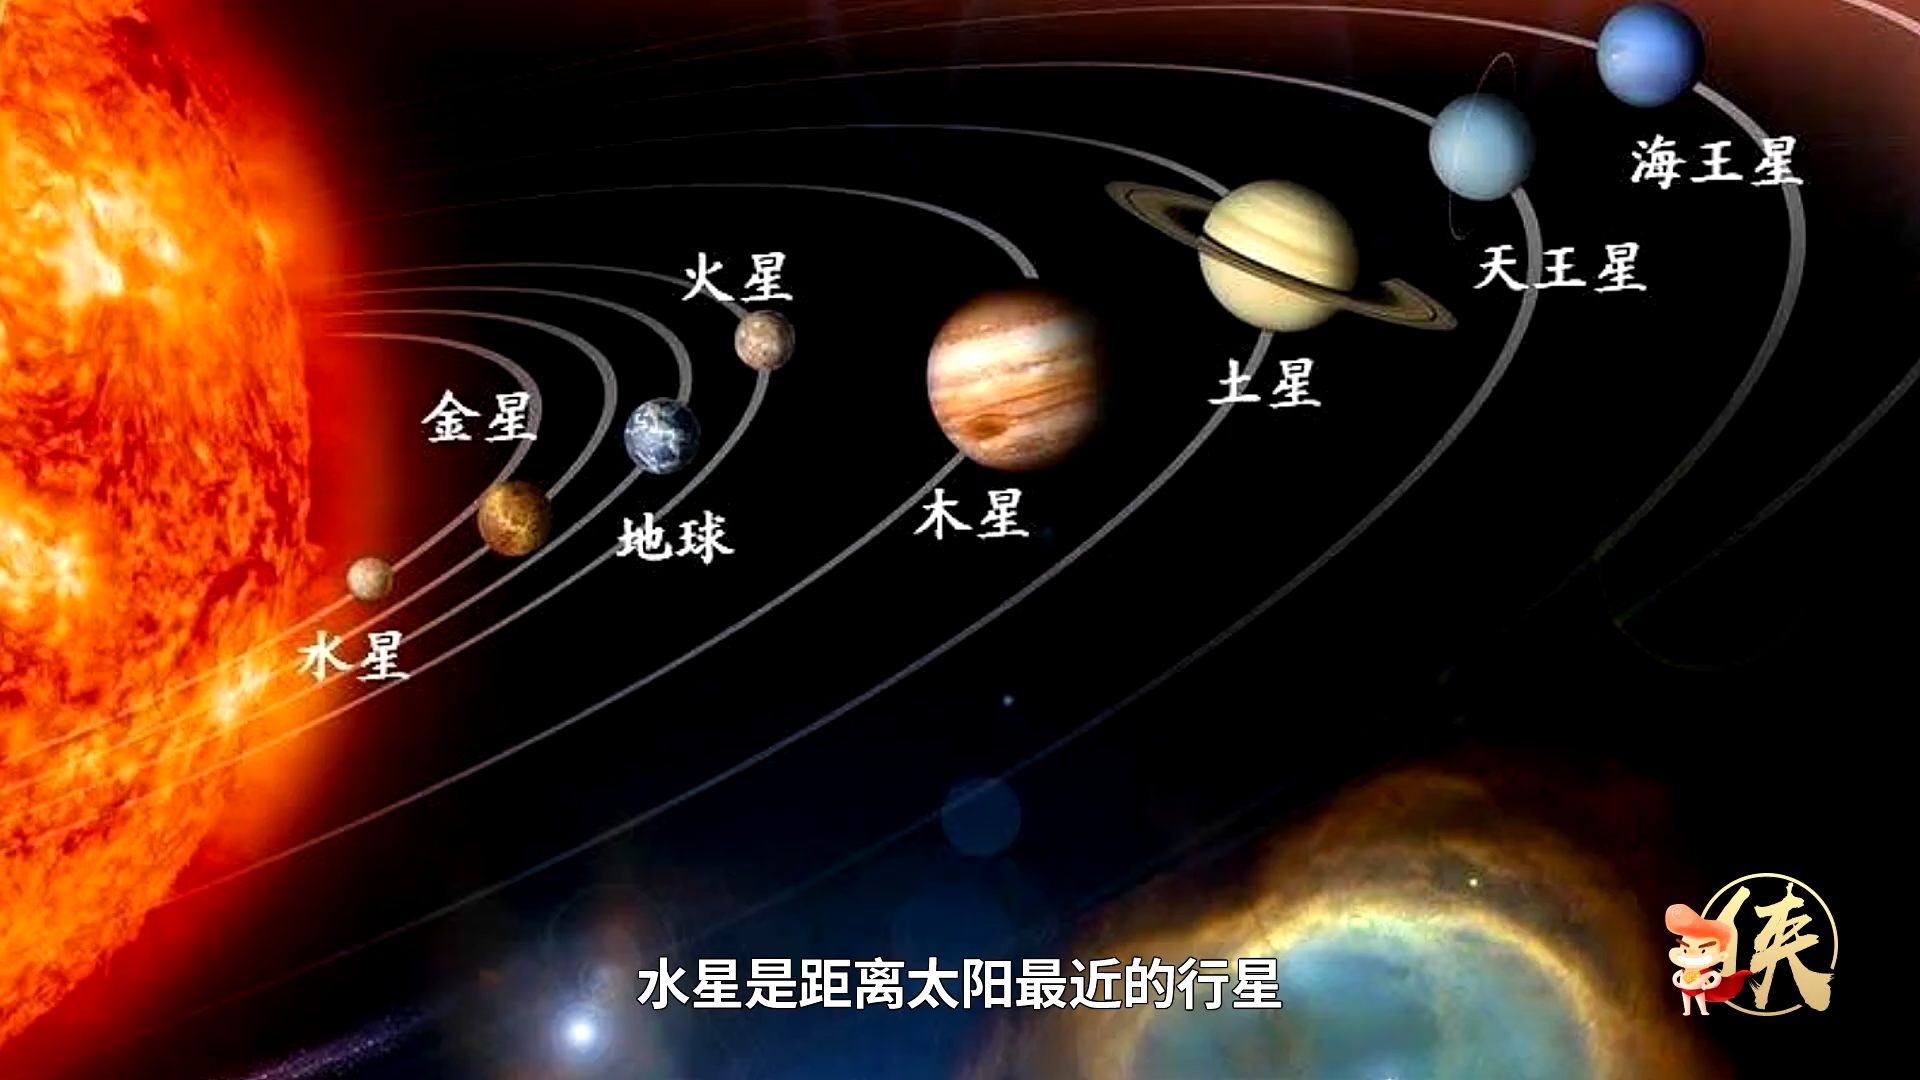 海王星
天王星
火星
土星
金星
木星
地球
水星
水星是距离太阳最近的行星
侠